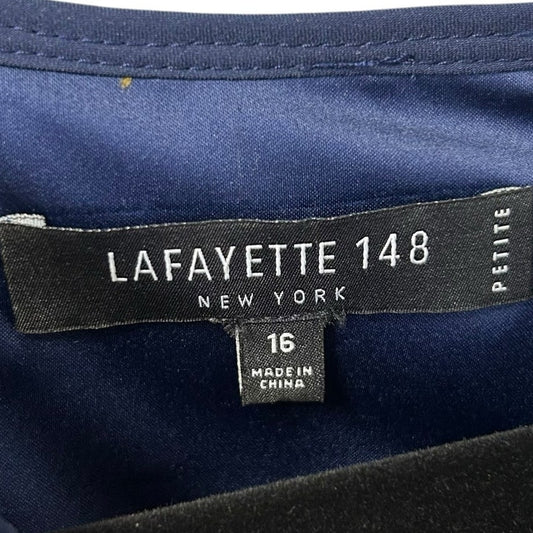 LAFAYETTE 148
NEW YORK
PETITE
16
MADE IN
CHINA